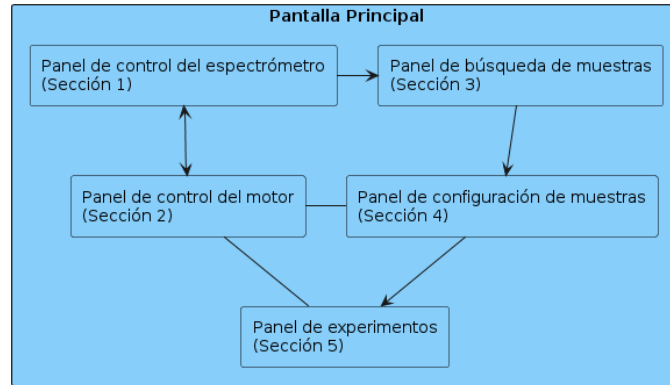 Pantalla Principal
Panel de control del espectrómetro
(Sección 1)
Panel de búsqueda de muestras
(Sección 3)
Panel de control del motor
(Sección 2)
Panel de configuración de muestras
(Sección 4)
Panel de experimentos
(Sección 5)